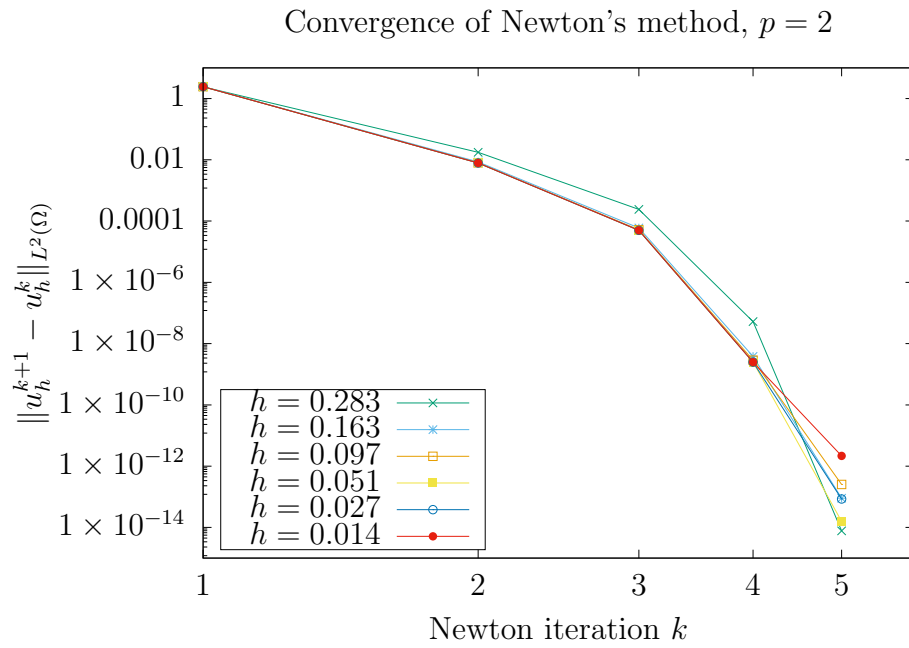 Convergence of Newton's method, p = 2
1
0.01
0.0001
1 × 10^{-6}
1 × 10^{-8}
1 × 10^{-10}
1 × 10^{-12}
1 × 10^{-14}
||u_h^{k+1} − u_h^k||_{L^2(Ω)}
h = 0.283
h = 0.163
h = 0.097
h = 0.051
h = 0.027
h = 0.014
1 2 3 4 5
Newton iteration k